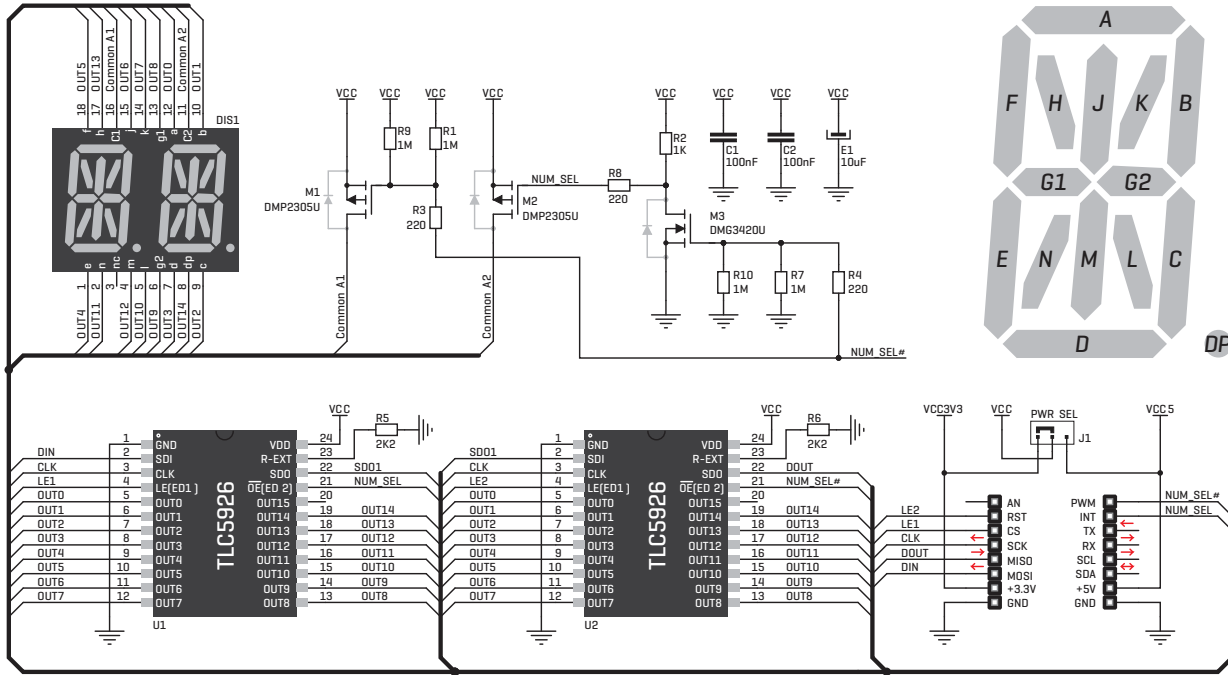 OUT5
OUT13
Common A1
OUT6
OUT7
OUT8
OUT0
Common A2
OUT1
18
17
16
15
14
13
12
11
10
f
h
C1
j
k
g1
a
C2
b
DIS1
e
n
nc
m
l
g2
d
dp
c
1
2
3
4
5
6
7
8
9
OUT4
OUT11
OUT12
OUT10
OUT9
OUT3
OUT14
OUT2
VCC VCC VCC VCC VCC VCC VCC VCC
R9
1M
R1
1M
R2
1K
C1
100nF
C2
100nF
E1
10uF
M1
DMP2305U
R3
220
NUM_SEL
R8
220
M2
DMP2305U
M3
DMG3420U
R10
1M
R7
1M
R4
220
Common A1
Common A2
NUM_SEL#
A
F H J K B
G1 G2
E N M L C
D
DP
VCC
R5
2K2
DIN 1 GND VDD 24
CLK 2 SDI R-EXT 23
LE1 3 CLK SDO 22 SDO1
OUT0 4 LE(ED1) OE(ED2) 21 NUM_SEL
OUT1 5 OUT0 OUT15 20
OUT2 6 OUT1 OUT14 19 OUT14
OUT3 7 OUT2 OUT13 18 OUT13
OUT4 8 OUT3 OUT12 17 OUT12
OUT5 9 OUT4 OUT11 16 OUT11
OUT6 10 OUT5 OUT10 15 OUT10
OUT7 11 OUT6 OUT9 14 OUT9
12 OUT7 OUT8 13 OUT8
TLC5926
U1
VCC
R6
2K2
SDO1 1 GND VDD 24
CLK 2 SDI R-EXT 23
LE2 3 CLK SDO 22 DOUT
OUT0 4 LE(ED1) OE(ED2) 21 NUM_SEL#
OUT1 5 OUT0 OUT15 20
OUT2 6 OUT1 OUT14 19 OUT14
OUT3 7 OUT2 OUT13 18 OUT13
OUT4 8 OUT3 OUT12 17 OUT12
OUT5 9 OUT4 OUT11 16 OUT11
OUT6 10 OUT5 OUT10 15 OUT10
OUT7 11 OUT6 OUT9 14 OUT9
12 OUT7 OUT8 13 OUT8
TLC5926
U2
VCC3V3 VCC PWR SEL VCC5
J1
AN PWM NUM_SEL#
LE2 RST INT NUM_SEL
LE1 CS TX
CLK SCK RX
DOUT MISO SCL
DIN MOSI SDA
+3.3V +5V
GND GND